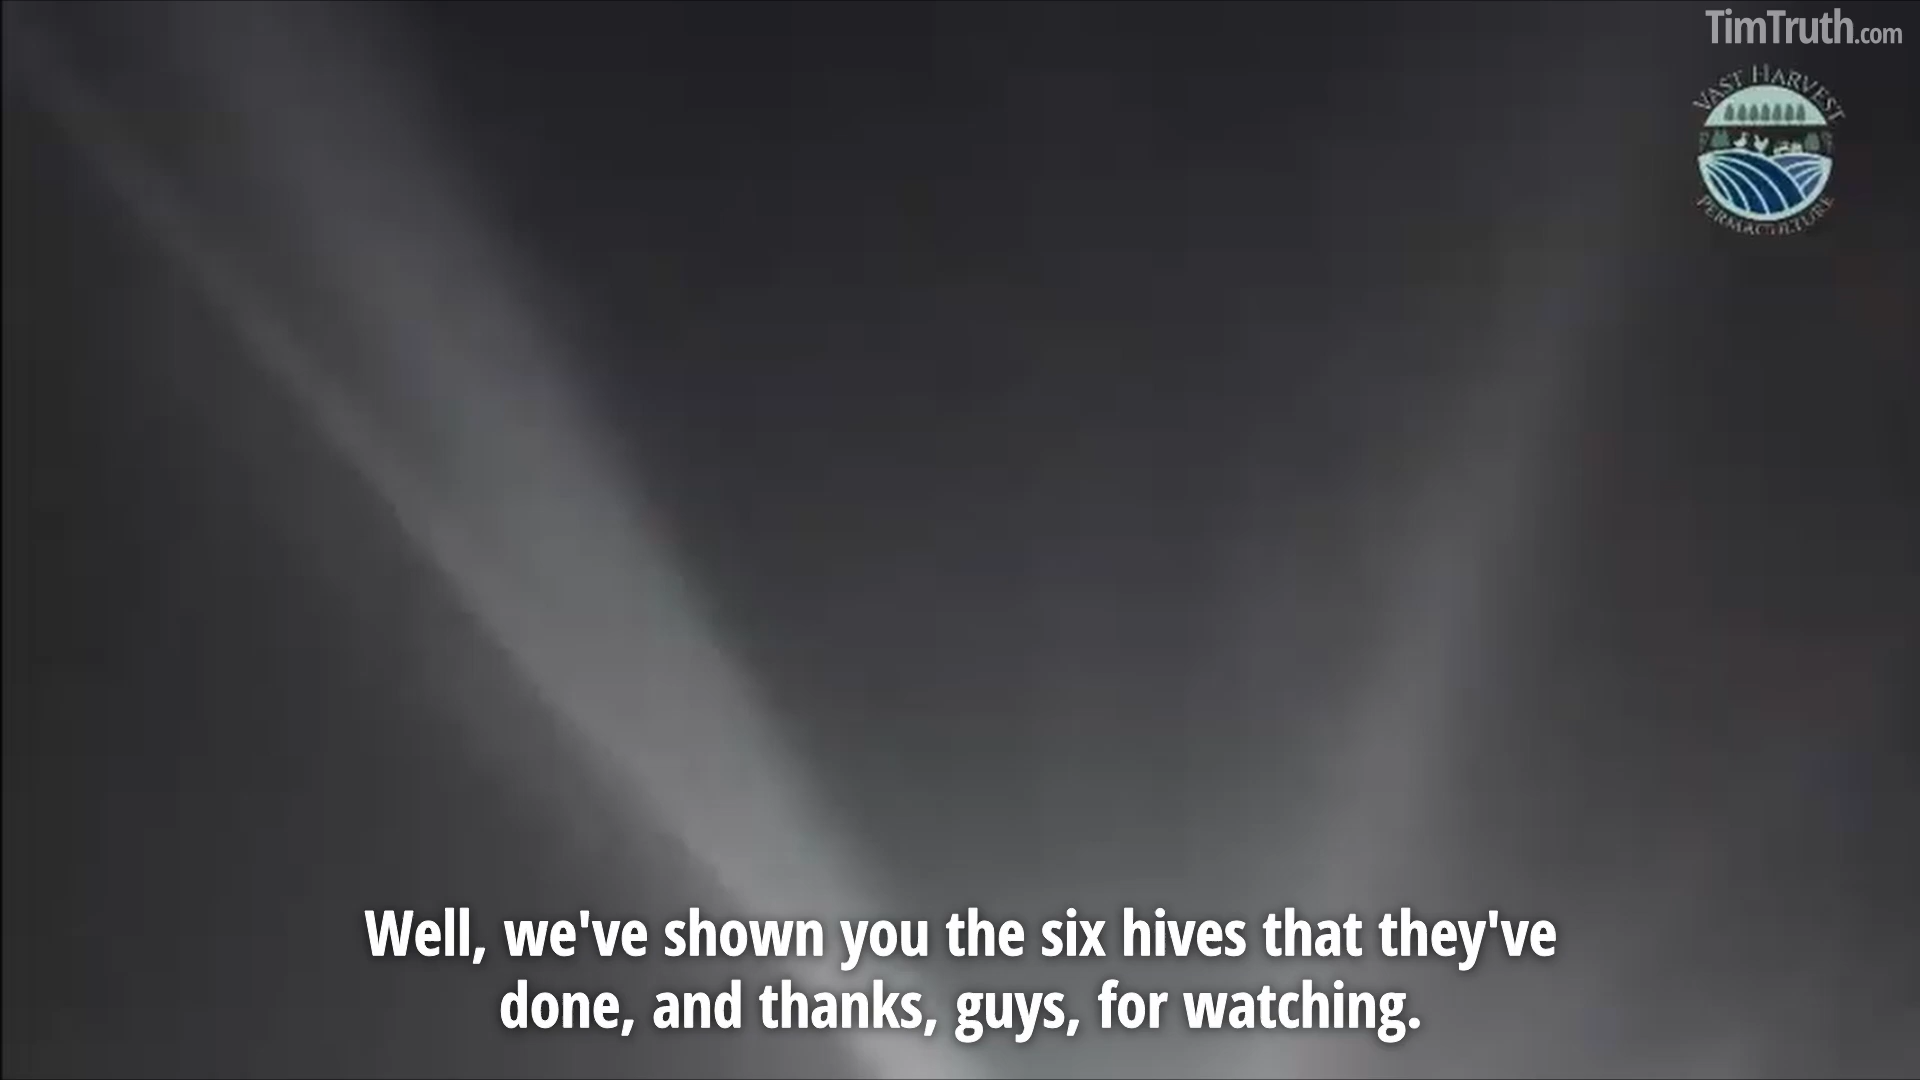 TimTruth.com
VAST HARVEST
PERMACULTURE
Well, we've shown you the six hives that they've
done, and thanks, guys, for watching.